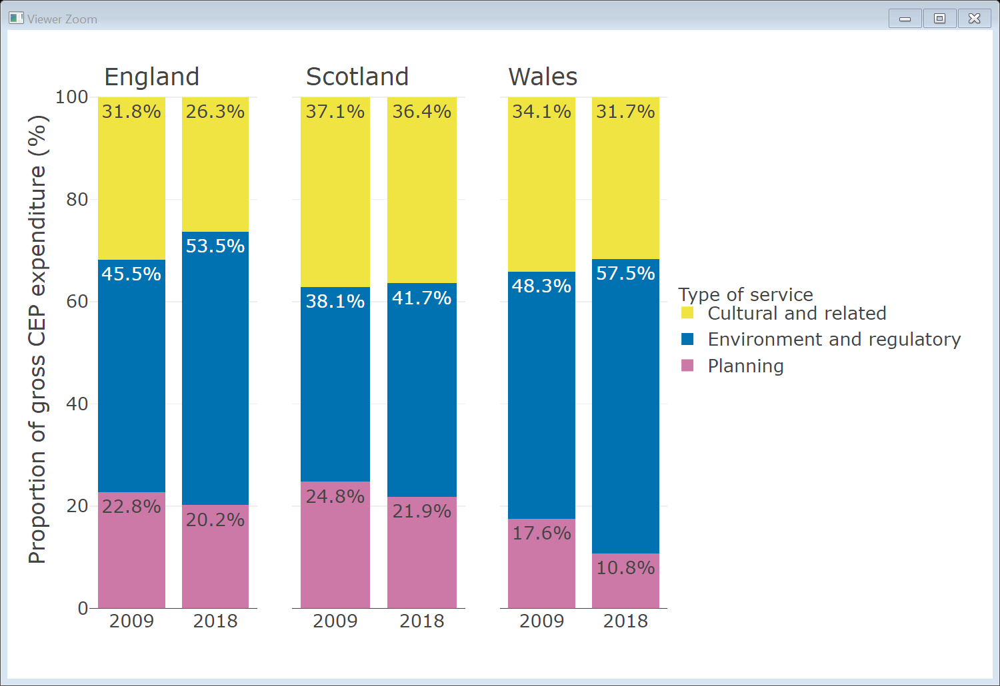 Viewer Zoom
England Scotland Wales
Proportion of gross CEP expenditure (%)
100
80
60
40
20
0
31.8% 26.3% 37.1% 36.4% 34.1% 31.7%
45.5% 53.5% 38.1% 41.7% 48.3% 57.5%
22.8% 20.2% 24.8% 21.9% 17.6% 10.8%
2009 2018 2009 2018 2009 2018
Type of service
Cultural and related
Environment and regulatory
Planning